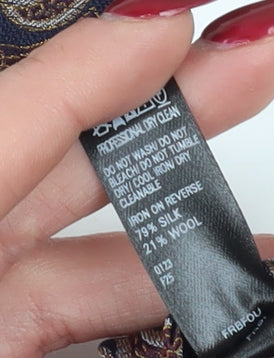 PROFESSIONAL DRY CLEAN
DO NOT WASH/ DO NOT
BLEACH/ DO NOT TUMBLE
DRY/ COOL IRON/ DRY
CLEANABLE
IRON ON REVERSE
79% SILK
21% WOOL
0123
F25
FRBFOU